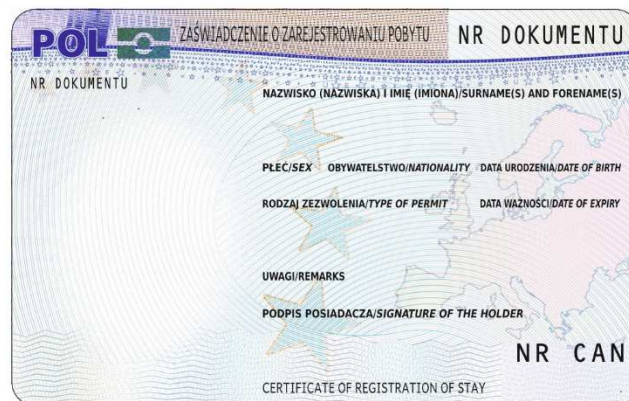 POL ZAŚWIADCZENIE O ZAREJESTROWANIU POBYTU NR DOKUMENTU
NR DOKUMENTU
NAZWISKO (NAZWISKA) I IMIĘ (IMIONA)/SURNAME(S) AND FORENAME(S)
PŁEĆ/SEX OBYWATELSTWO/NATIONALITY DATA URODZENIA/DATE OF BIRTH
RODZAJ ZEZWOLENIA/TYPE OF PERMIT DATA WAŻNOŚCI/DATE OF EXPIRY
UWAGI/REMARKS
PODPIS POSIADACZA/SIGNATURE OF THE HOLDER
NR CAN
CERTIFICATE OF REGISTRATION OF STAY